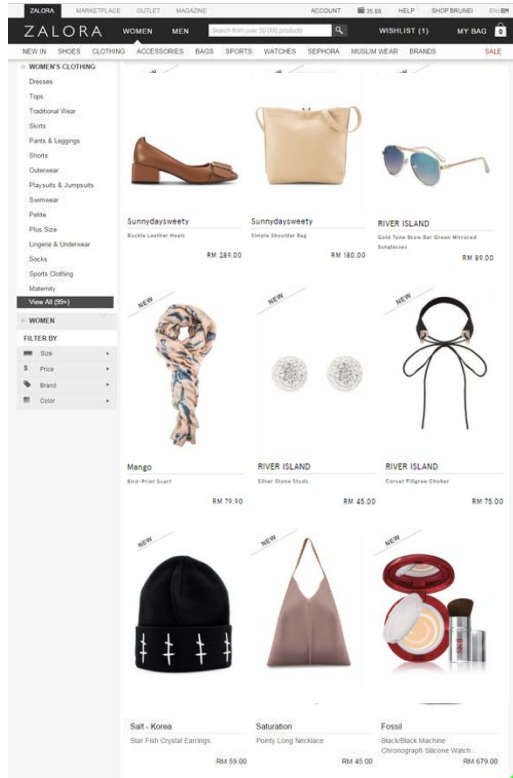 ZALORA MARKETPLACE OUTLET MAGAZINE ACCOUNT 35.88 HELP SHOP BRUNEI EN/BM
ZALORA WOMEN MEN Search from over 50 000 products WISHLIST (1) MY BAG 0
NEW IN SHOES CLOTHING ACCESSORIES BAGS SPORTS WATCHES SEPHORA MUSLIM WEAR BRANDS SALE
WOMEN'S CLOTHING
Dresses
Tops
Traditional Wear
Skirts
Pants & Leggings
Shorts
Outerwear
Playsuits & Jumpsuits
Swimwear
Petite
Plus Size
Lingerie & Underwear
Socks
Sports Clothing
Maternity
View All (99+)
WOMEN
FILTER BY
Size
$ Price
Brand
Color
Sunnydaysweety
Buckle Leather Heels
RM 289.00
Sunnydaysweety
Simple Shoulder Bag
RM 180.00
RIVER ISLAND
Gold Tone Brow Bar Green Mirrored
Sunglasses
RM 89.00
NEW
Mango
Bird-Print Scarf
RM 79.90
NEW
RIVER ISLAND
Silver Stone Studs
RM 45.00
NEW
RIVER ISLAND
Corset Filigree Choker
RM 75.00
NEW
Salt - Korea
Star Fish Crystal Earrings
RM 59.00
NEW
Saturation
Pointy Long Necklace
RM 45.00
NEW
SK-II
Fossil
Black/Black Machine
Chronograph Silicone Watch...
RM 679.00